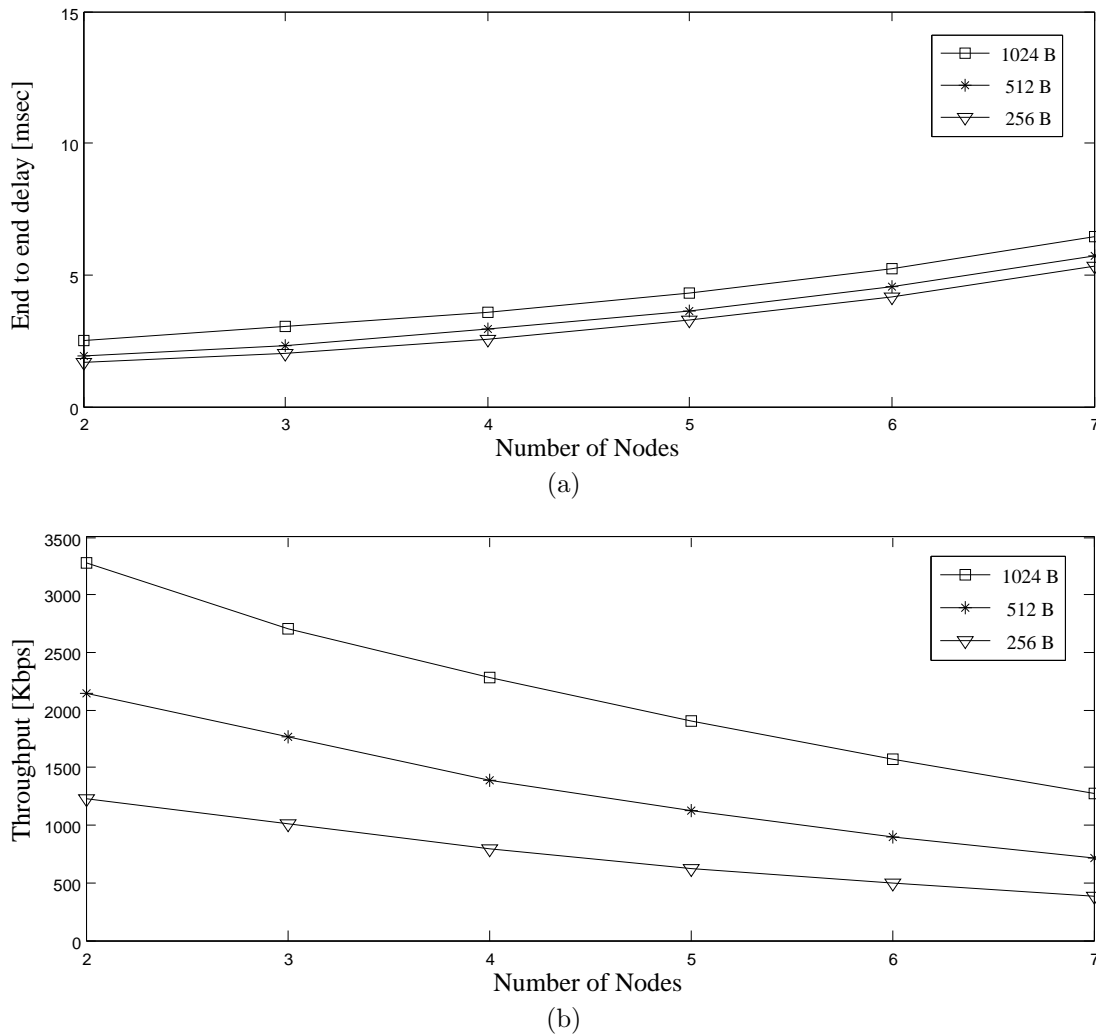 15
10
5
0
End to end delay [msec]
1024 B
512 B
256 B
2 3 4 5 6 7
Number of Nodes
(a)
3500
3000
2500
2000
1500
1000
500
0
Throughput [Kbps]
1024 B
512 B
256 B
2 3 4 5 6 7
Number of Nodes
(b)